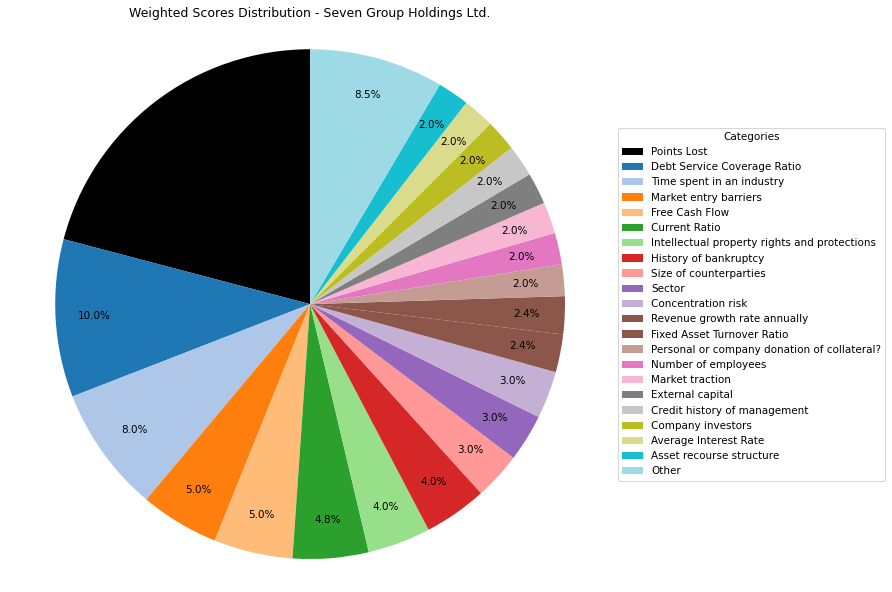 Weighted Scores Distribution - Seven Group Holdings Ltd.
8.5%
2.0%
2.0%
2.0%
2.0%
2.0%
2.0%
2.0%
2.0%
2.4%
2.4%
3.0%
3.0%
3.0%
4.0%
4.0%
4.8%
5.0%
5.0%
8.0%
10.0%
Categories
Points Lost
Debt Service Coverage Ratio
Time spent in an industry
Market entry barriers
Free Cash Flow
Current Ratio
Intellectual property rights and protections
History of bankruptcy
Size of counterparties
Sector
Concentration risk
Revenue growth rate annually
Fixed Asset Turnover Ratio
Personal or company donation of collateral?
Number of employees
Market traction
External capital
Credit history of management
Company investors
Average Interest Rate
Asset recourse structure
Other